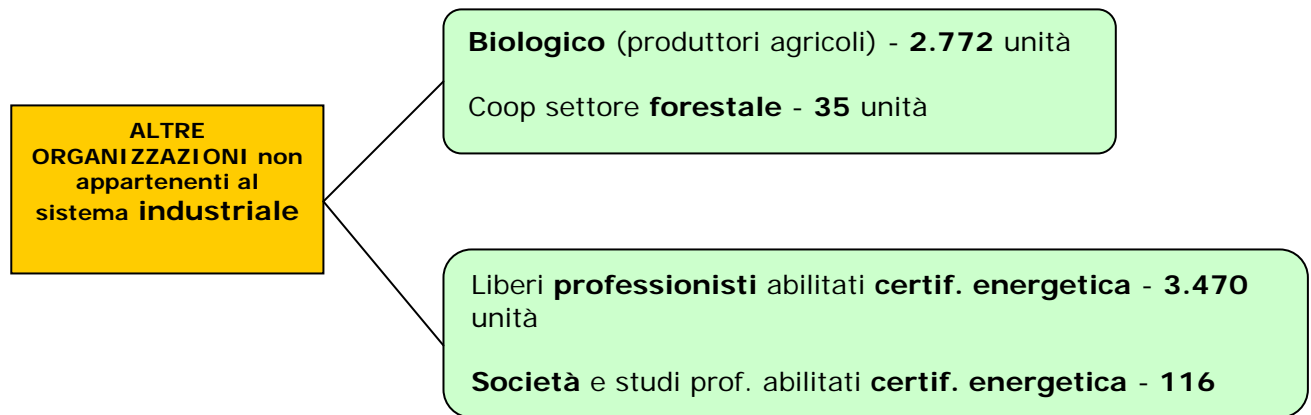 ALTRE
ORGANIZZAZIONI non
appartenenti al
sistema industriale
Biologico (produttori agricoli) - 2.772 unità
Coop settore forestale - 35 unità
Liberi professionisti abilitati certif. energetica - 3.470
unità
Società e studi prof. abilitati certif. energetica - 116